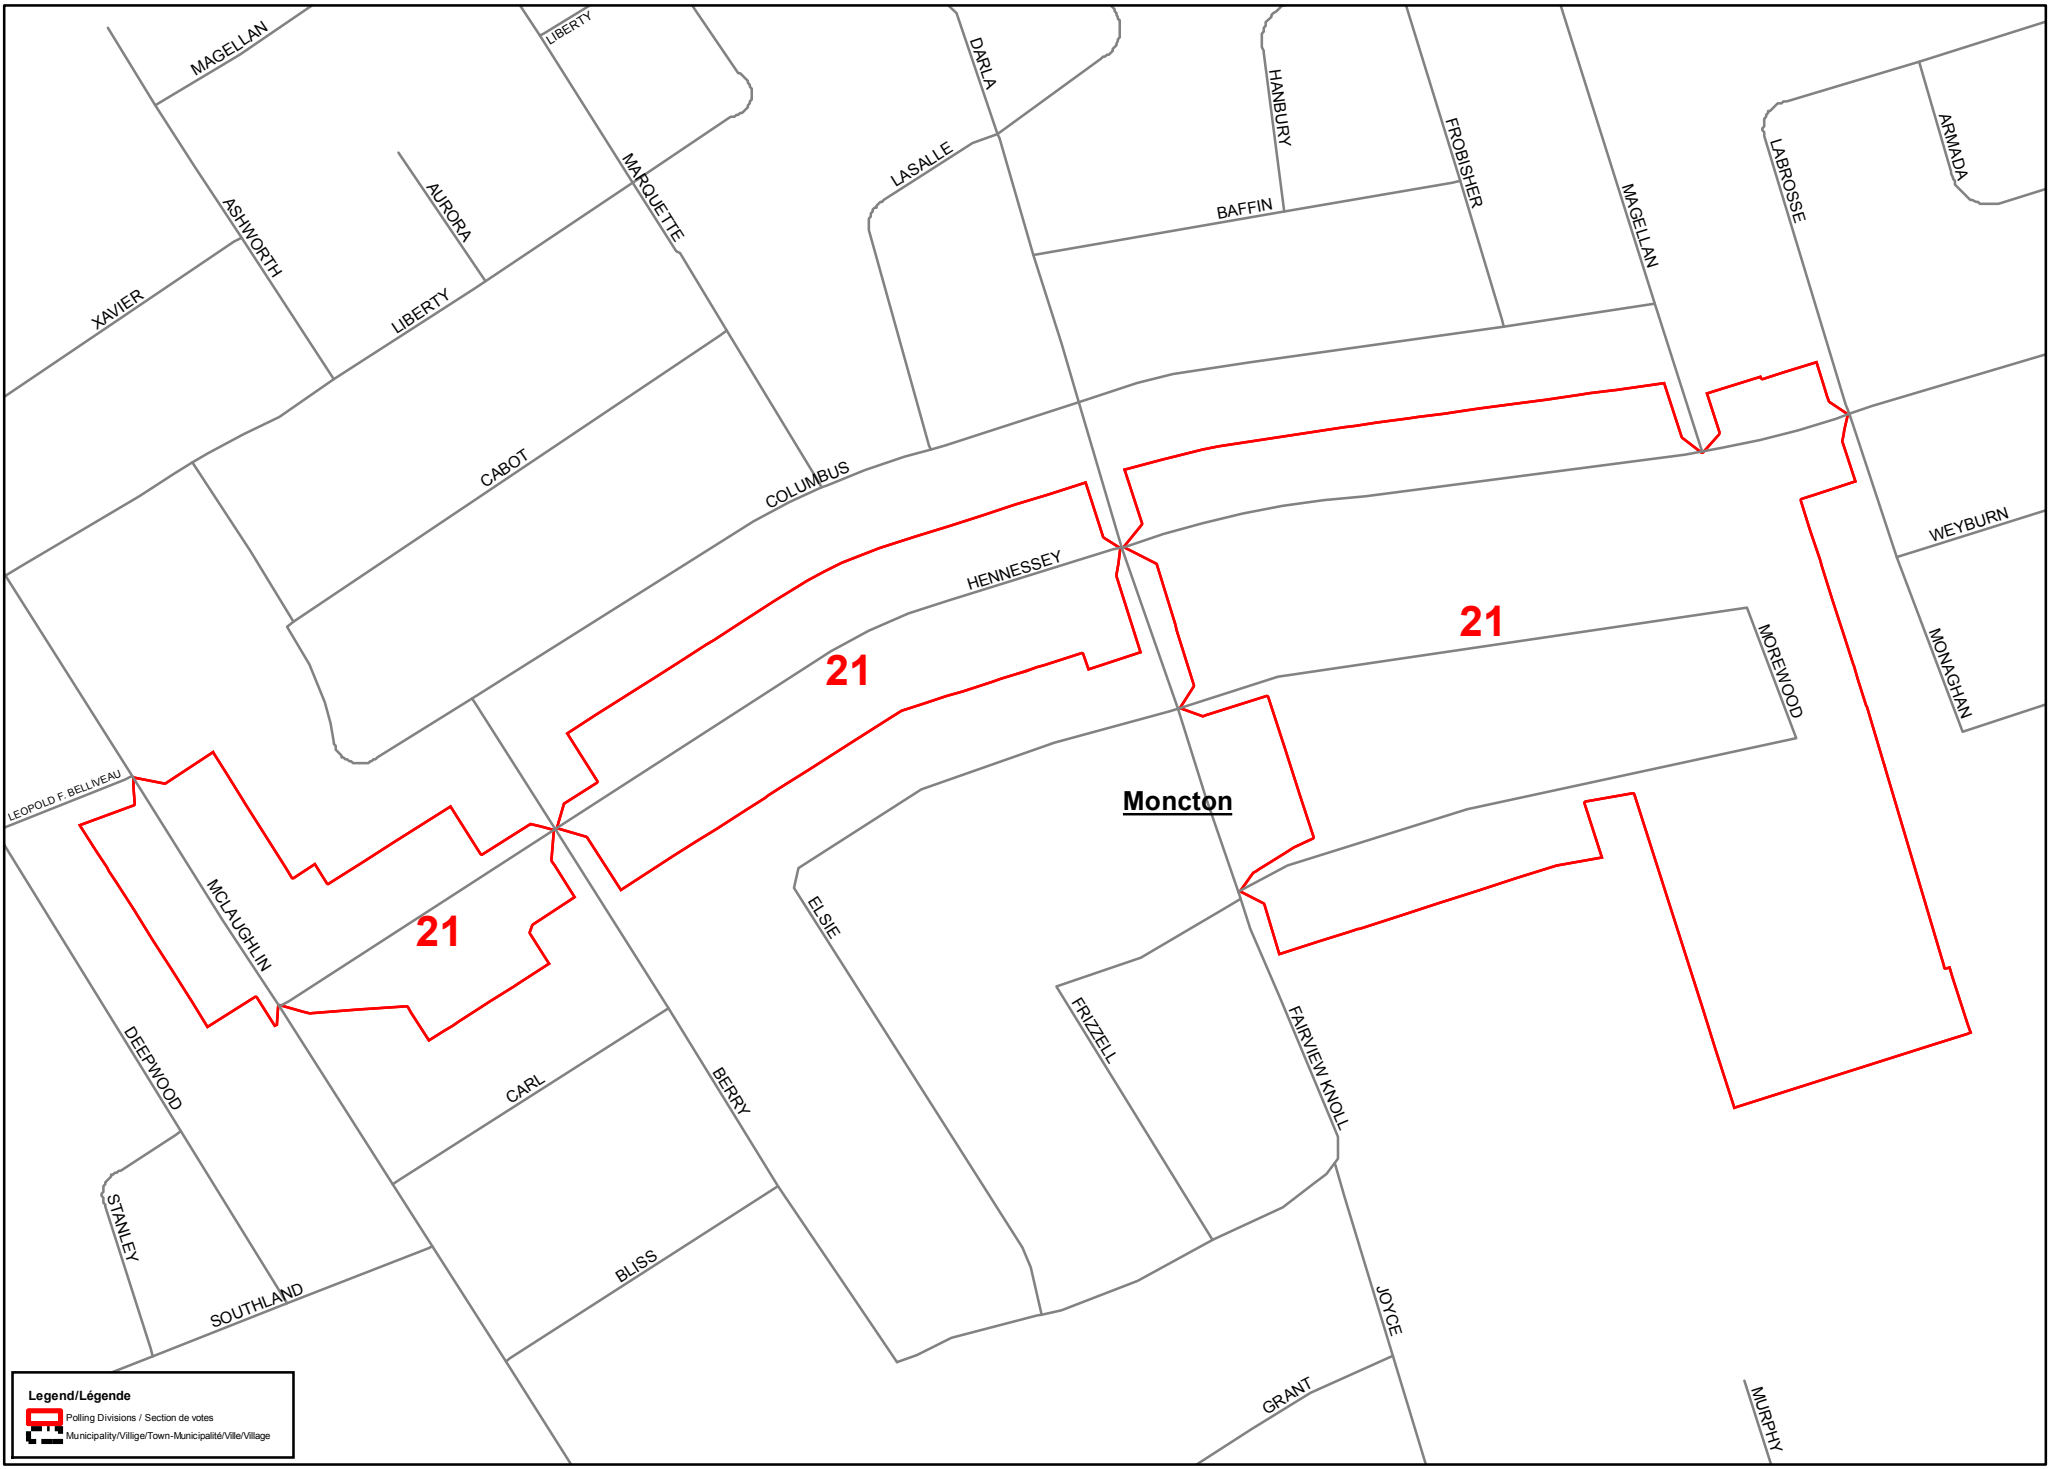 MAGELLAN
LIBERTY
DARLA
HANBURY
FROBISHER
MAGELLAN
LABROSSE
ARMADA
LASALLE
MARQUETTE
AURORA
ASHWORTH
BAFFIN
XAVIER
LIBERTY
CABOT
COLUMBUS
HENNESSEY
WEYBURN
21
21
MOREWOOD
MONAGHAN
LEOPOLD F. BELLIVEAU
Moncton
MCLAUGHLIN
21
ELSIE
DEEPWOOD
FRIZZELL
FAIRVIEW KNOLL
CARL
BERRY
STANLEY
BLISS
SOUTHLAND
JOYCE
GRANT
MURPHY
Legend/Légende
Polling Divisions / Section de votes
Municipality/Villige/Town-Municipalité/Ville/Village